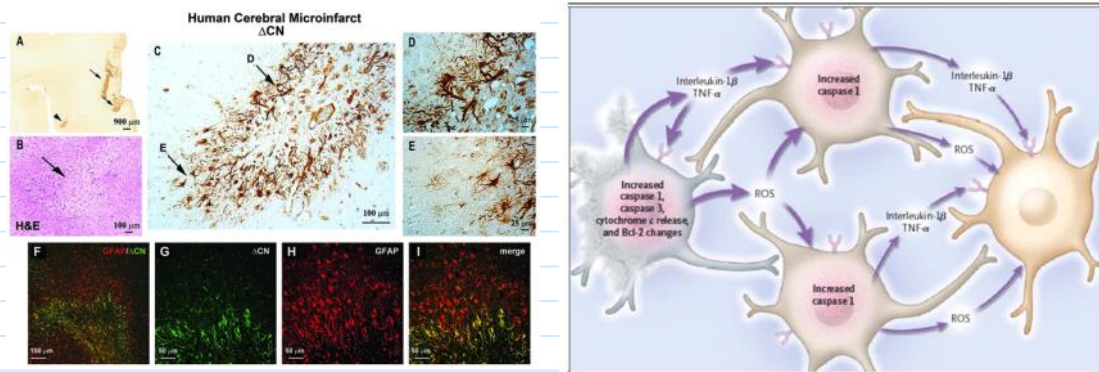 Human Cerebral Microinfarct
ΔCN
A
900 μm
B
H&E
100 μm
C
D
E
100 μm
D
E
25 μm
F
GFAP/ΔCN
100 μm
G
ΔCN
50 μm
H
GFAP
50 μm
I
merge
50 μm
Interleukin-1β
TNF-α
Increased
caspase 1
Interleukin-1β
TNF-α
ROS
Increased
caspase 1,
caspase 3,
cytochrome c release,
and Bcl-2 changes
ROS
Interleukin-1β
TNF-α
Increased
caspase 1
ROS